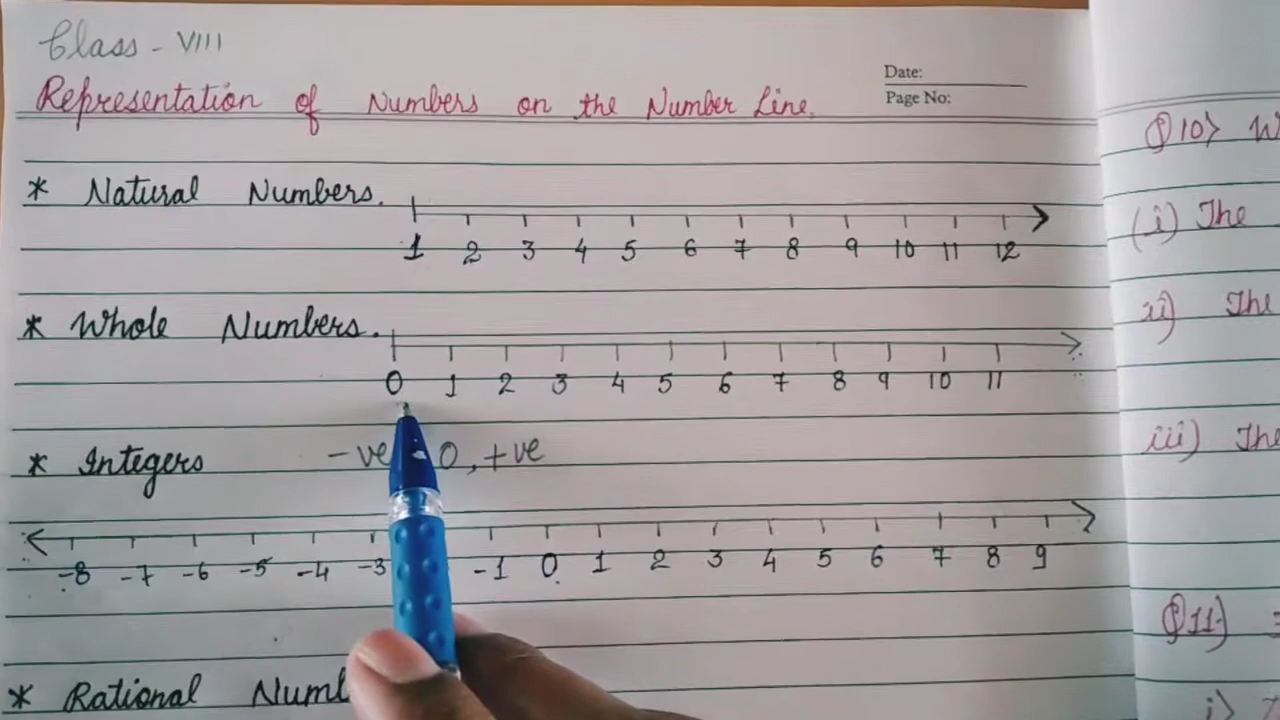 Class - VIII
Date:
Representation of Numbers on the Number Line.
Page No:
* Natural Numbers.
1 2 3 4 5 6 7 8 9 10 11 12
* Whole Numbers.
0 1 2 3 4 5 6 7 8 9 10 11
* Integers -ve 0, +ve
-8 -7 -6 -5 -4 -3 -1 0 1 2 3 4 5 6 7 8 9
* Rational
Q10>
(i) The
ii) The
iii) The
Q11)
i>